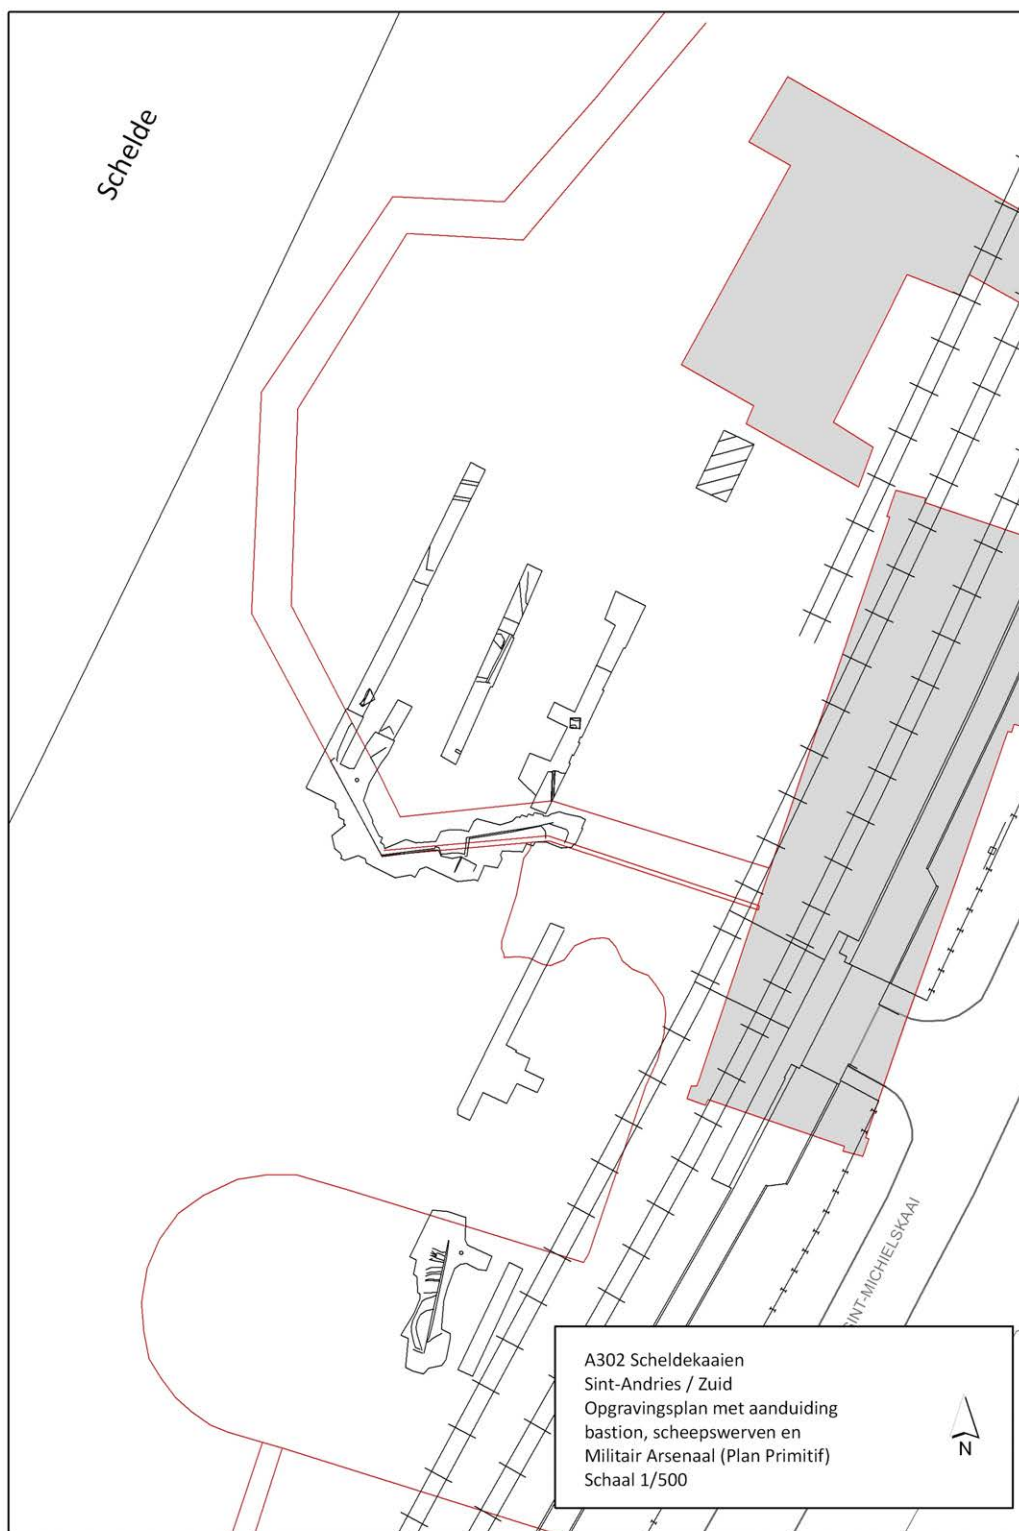 Schelde
SINT-MICHIELSKAAI
A302 Scheldekaaien
Sint-Andries / Zuid
Opgravingsplan met aanduiding
bastion, scheepswerven en
Militair Arsenaal (Plan Primitif)
Schaal 1/500
N